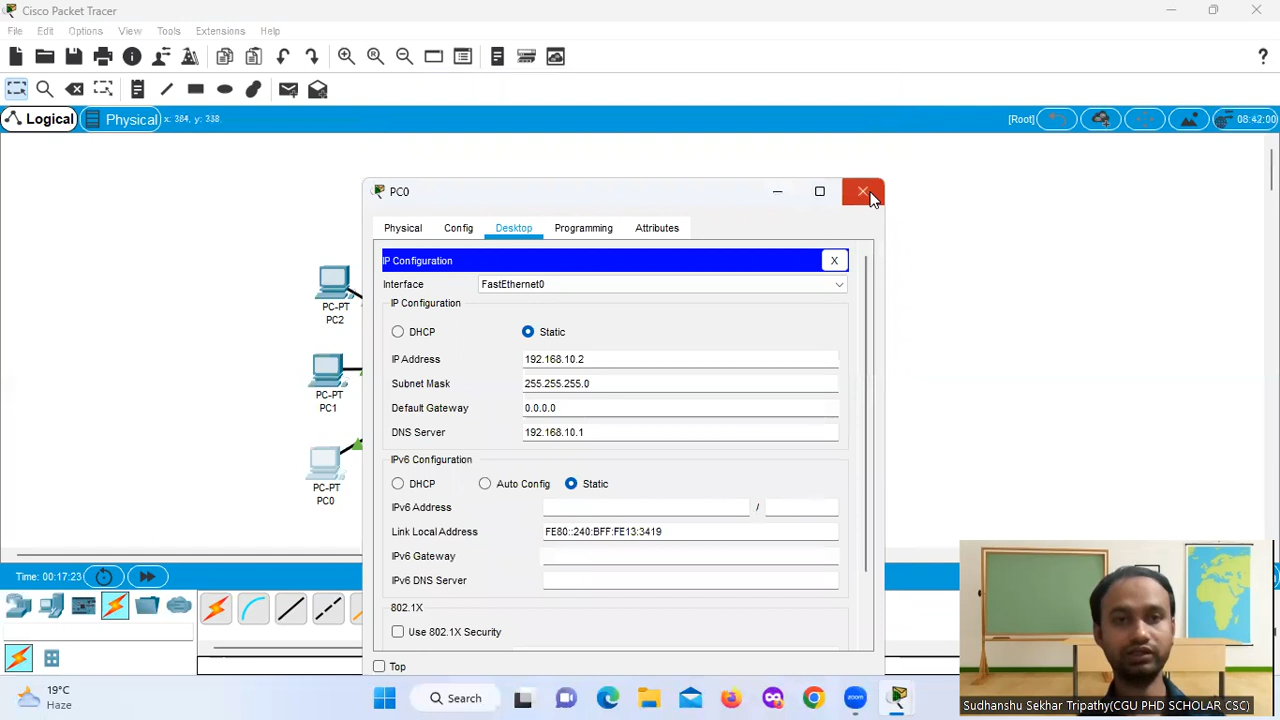 Cisco Packet Tracer
File Edit Options View Tools Extensions Help
Logical Physical x: 384, y: 338 [Root] 08:42:00
PC0
Physical Config Desktop Programming Attributes
IP Configuration X
Interface FastEthernet0
IP Configuration
DHCP Static
IP Address 192.168.10.2
Subnet Mask 255.255.255.0
Default Gateway 0.0.0.0
DNS Server 192.168.10.1
IPv6 Configuration
DHCP Auto Config Static
IPv6 Address /
Link Local Address FE80::240:BFF:FE13:3419
IPv6 Gateway
IPv6 DNS Server
802.1X
Use 802.1X Security
Top
PC-PT
PC2
PC-PT
PC1
PC-PT
PC0
Time: 00:17:23
19°C
Haze
Search
Sudhanshu Sekhar Tripathy(CGU PHD SCHOLAR CSC)